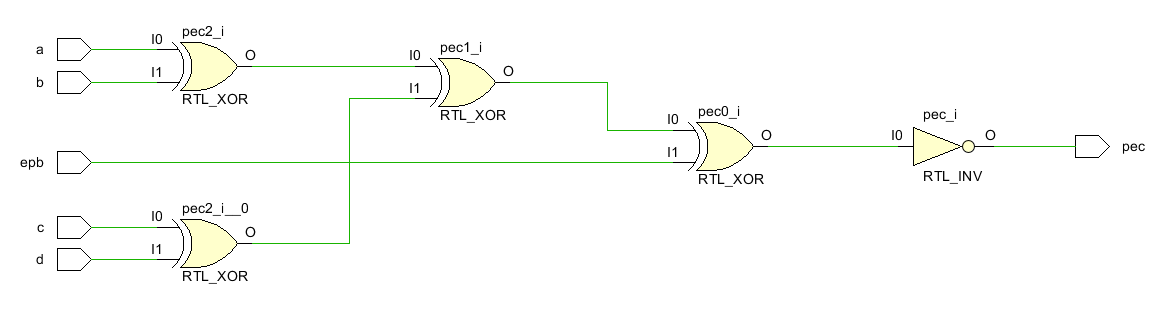 pec2_i
a
I0
O
b
I1
RTL_XOR
pec1_i
I0
O
I1
RTL_XOR
pec0_i
I0
O
epb
I1
RTL_XOR
pec_i
I0
O
pec
RTL_INV
pec2_i__0
c
I0
O
d
I1
RTL_XOR